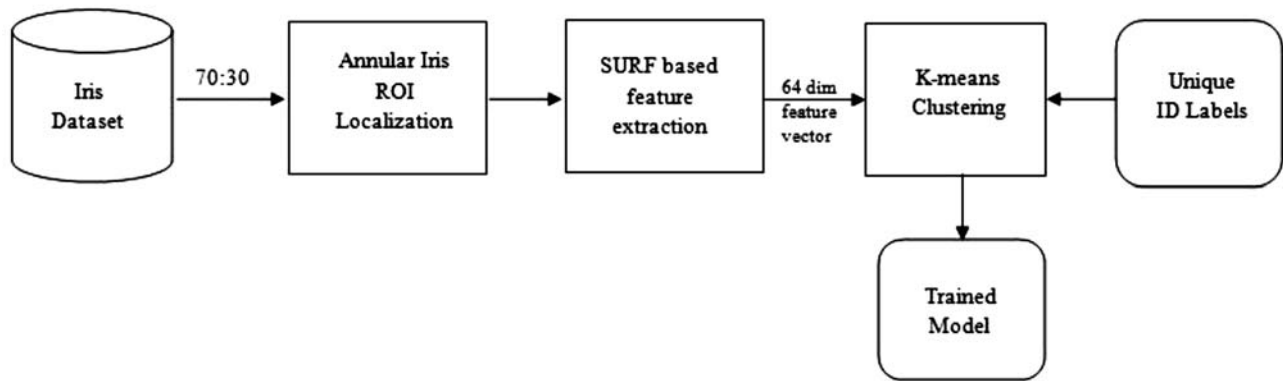 Iris
Dataset
70:30
Annular Iris
ROI
Localization
SURF based
feature
extraction
64 dim
feature
vector
K-means
Clustering
Unique
ID Labels
Trained
Model